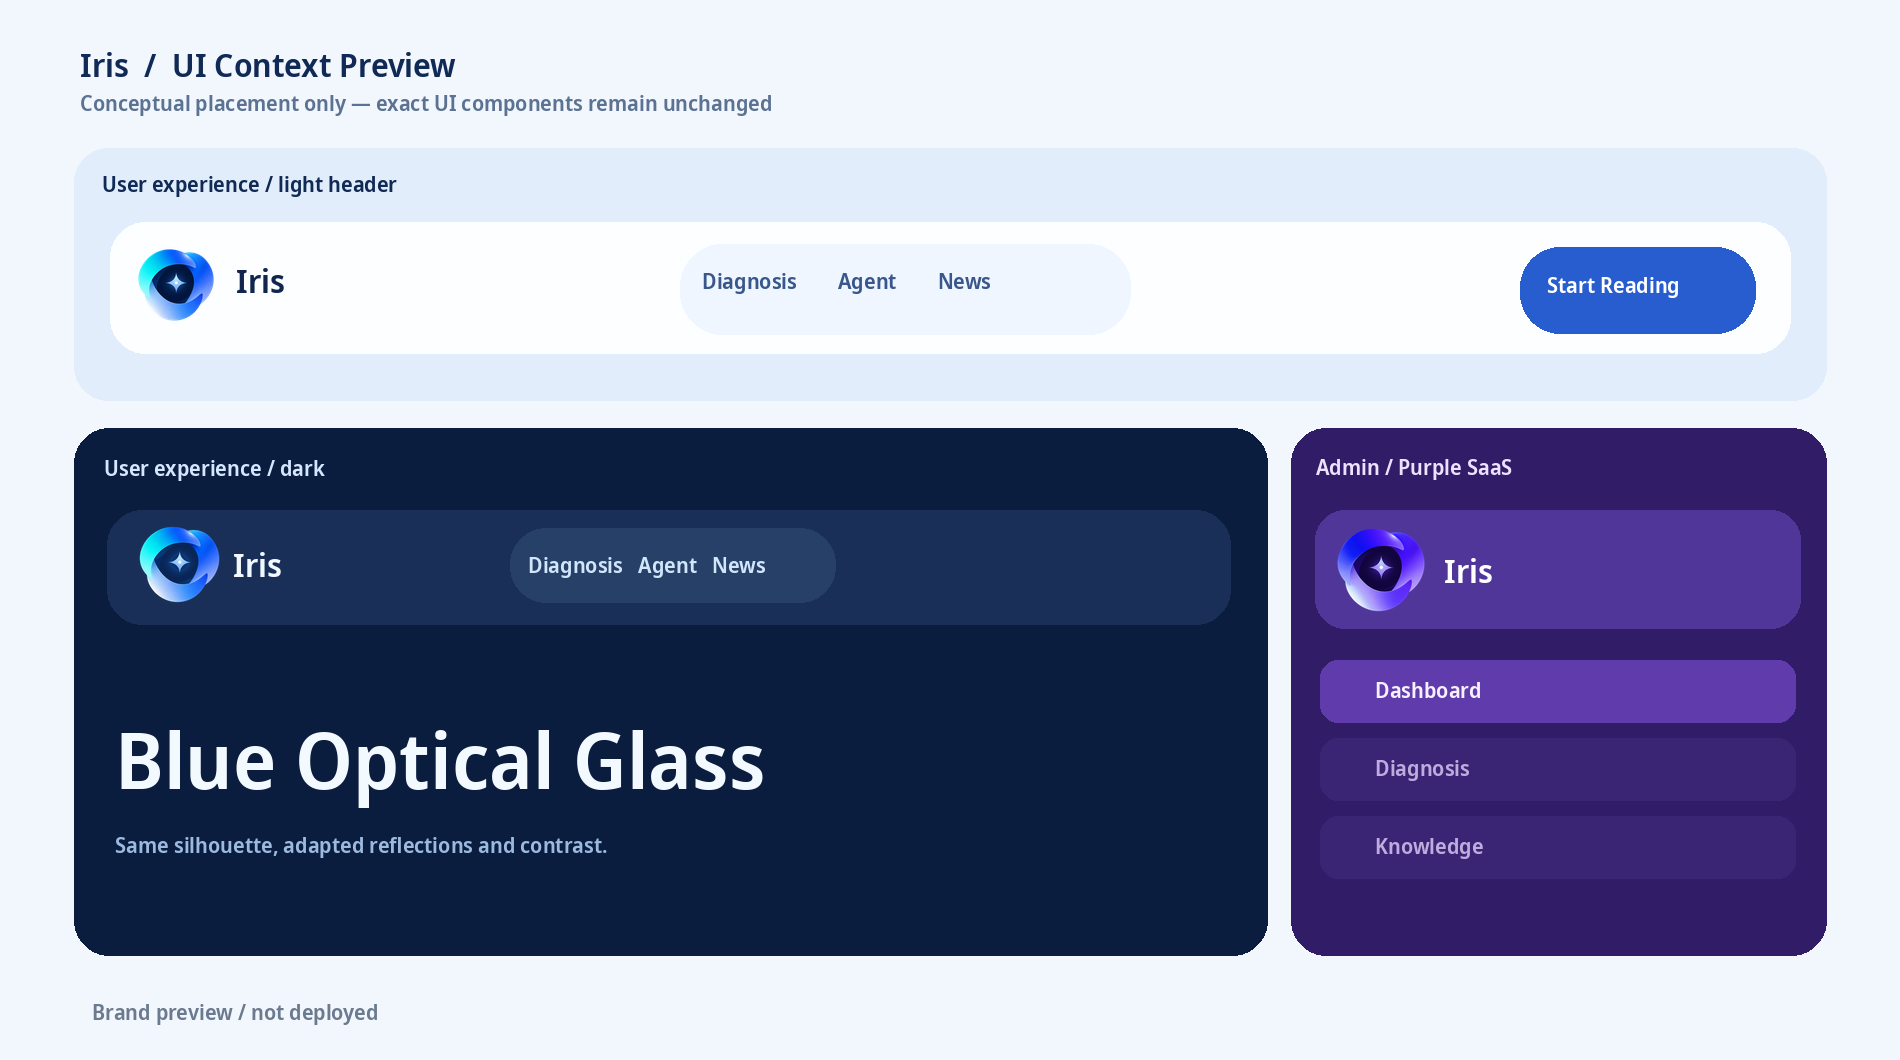 Iris / UI Context Preview
Conceptual placement only — exact UI components remain unchanged
User experience / light header
Iris
Diagnosis Agent News
Start Reading
User experience / dark
Iris
Diagnosis Agent News
Blue Optical Glass
Same silhouette, adapted reflections and contrast.
Admin / Purple SaaS
Iris
Dashboard
Diagnosis
Knowledge
Brand preview / not deployed